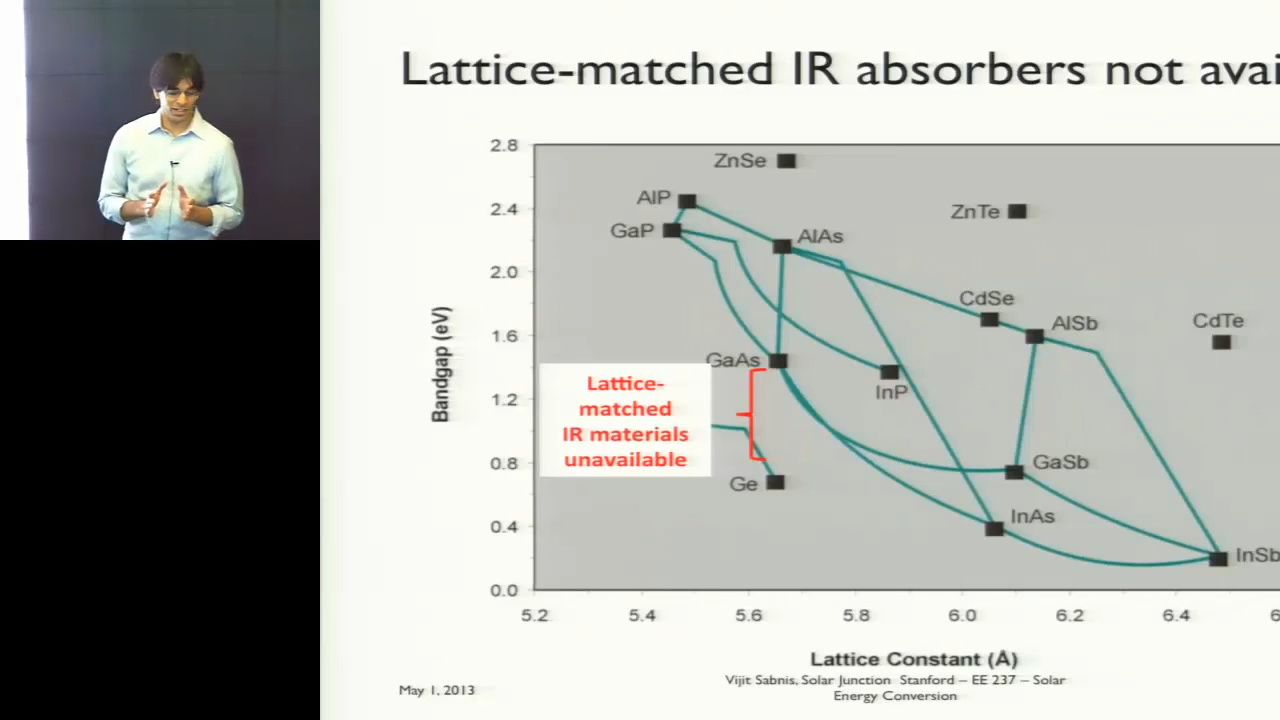 Lattice-matched IR absorbers not avai
2.8
2.4
2.0
1.6
1.2
0.8
0.4
0.0
Bandgap (eV)
ZnSe
AlP
ZnTe
GaP
AlAs
CdSe
AlSb
CdTe
GaAs
InP
Lattice-
matched
IR materials
unavailable
GaSb
Ge
InAs
InSb
5.2
5.4
5.6
5.8
6.0
6.2
6.4
Lattice Constant (Å)
May 1, 2013
Vijit Sabnis, Solar Junction Stanford – EE 237 – Solar
Energy Conversion